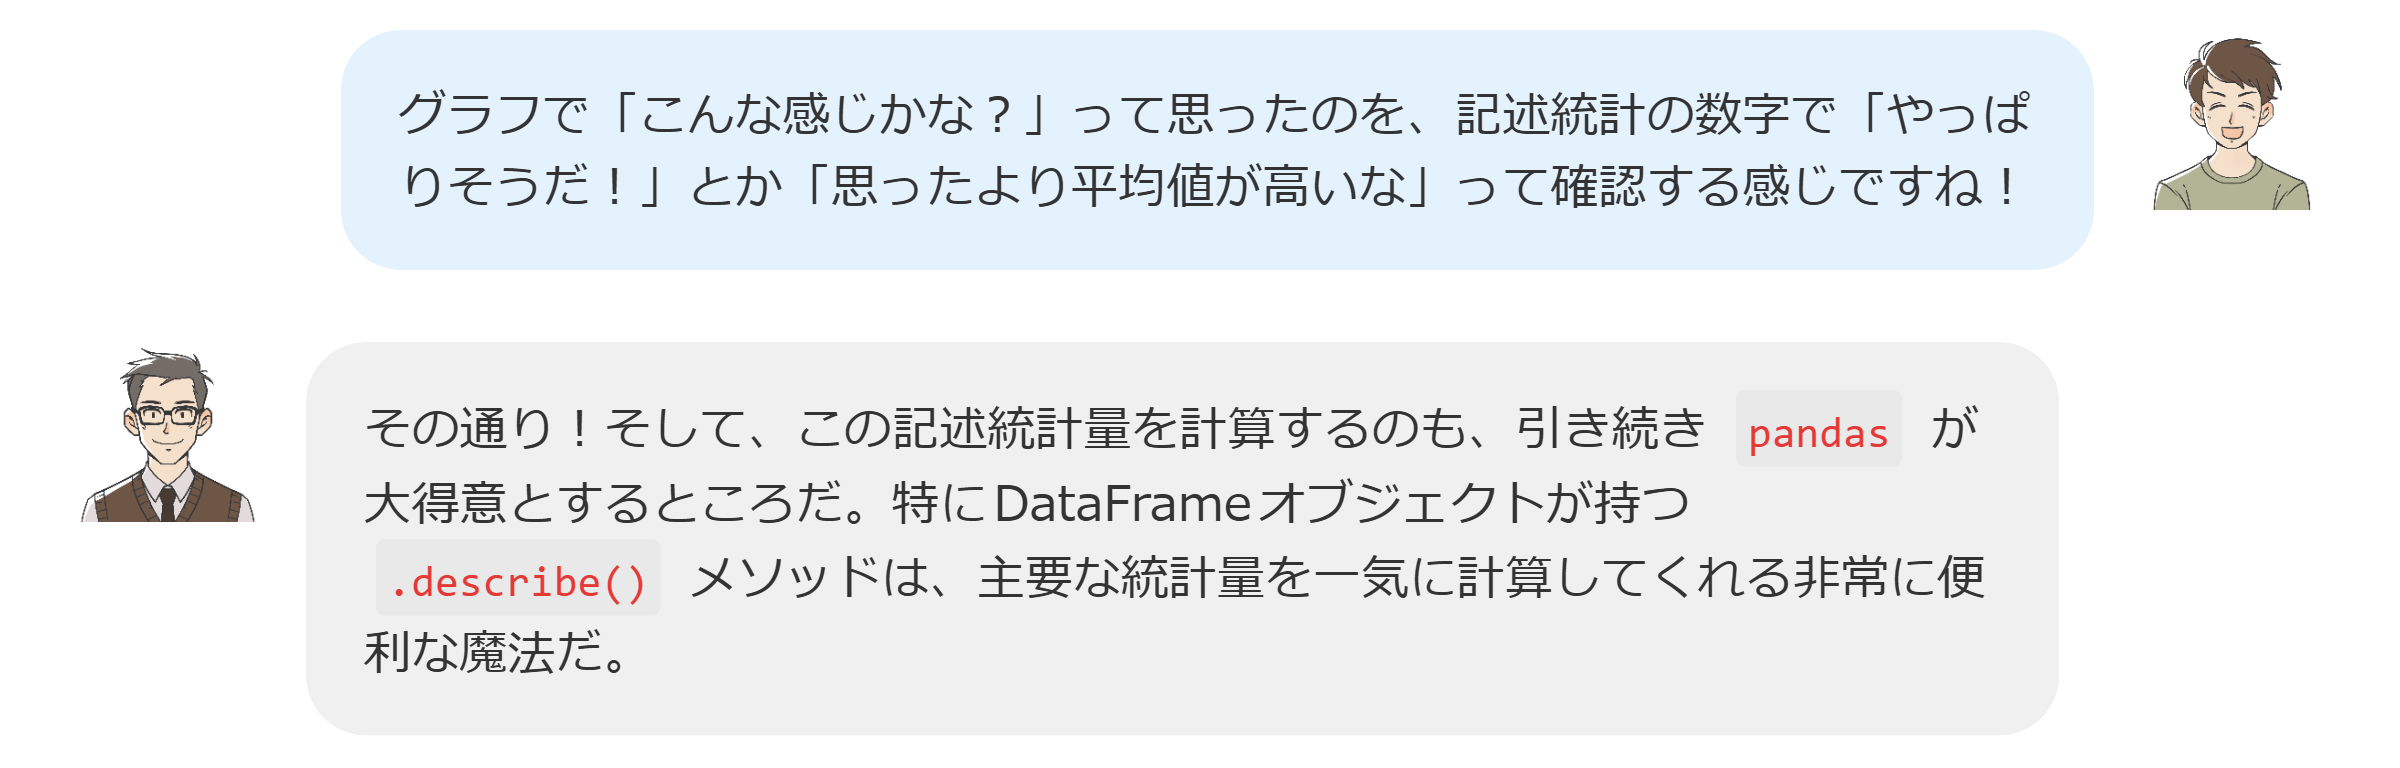 グラフで「こんな感じかな？」って思ったのを、記述統計の数字で「やっぱ
りそうだ！」とか「思ったより平均値が高いな」って確認する感じですね！
その通り！そして、この記述統計量を計算するのも、引き続き pandas が
大得意とするところだ。特にDataFrameオブジェクトが持つ
.describe() メソッドは、主要な統計量を一気に計算してくれる非常に便
利な魔法だ。